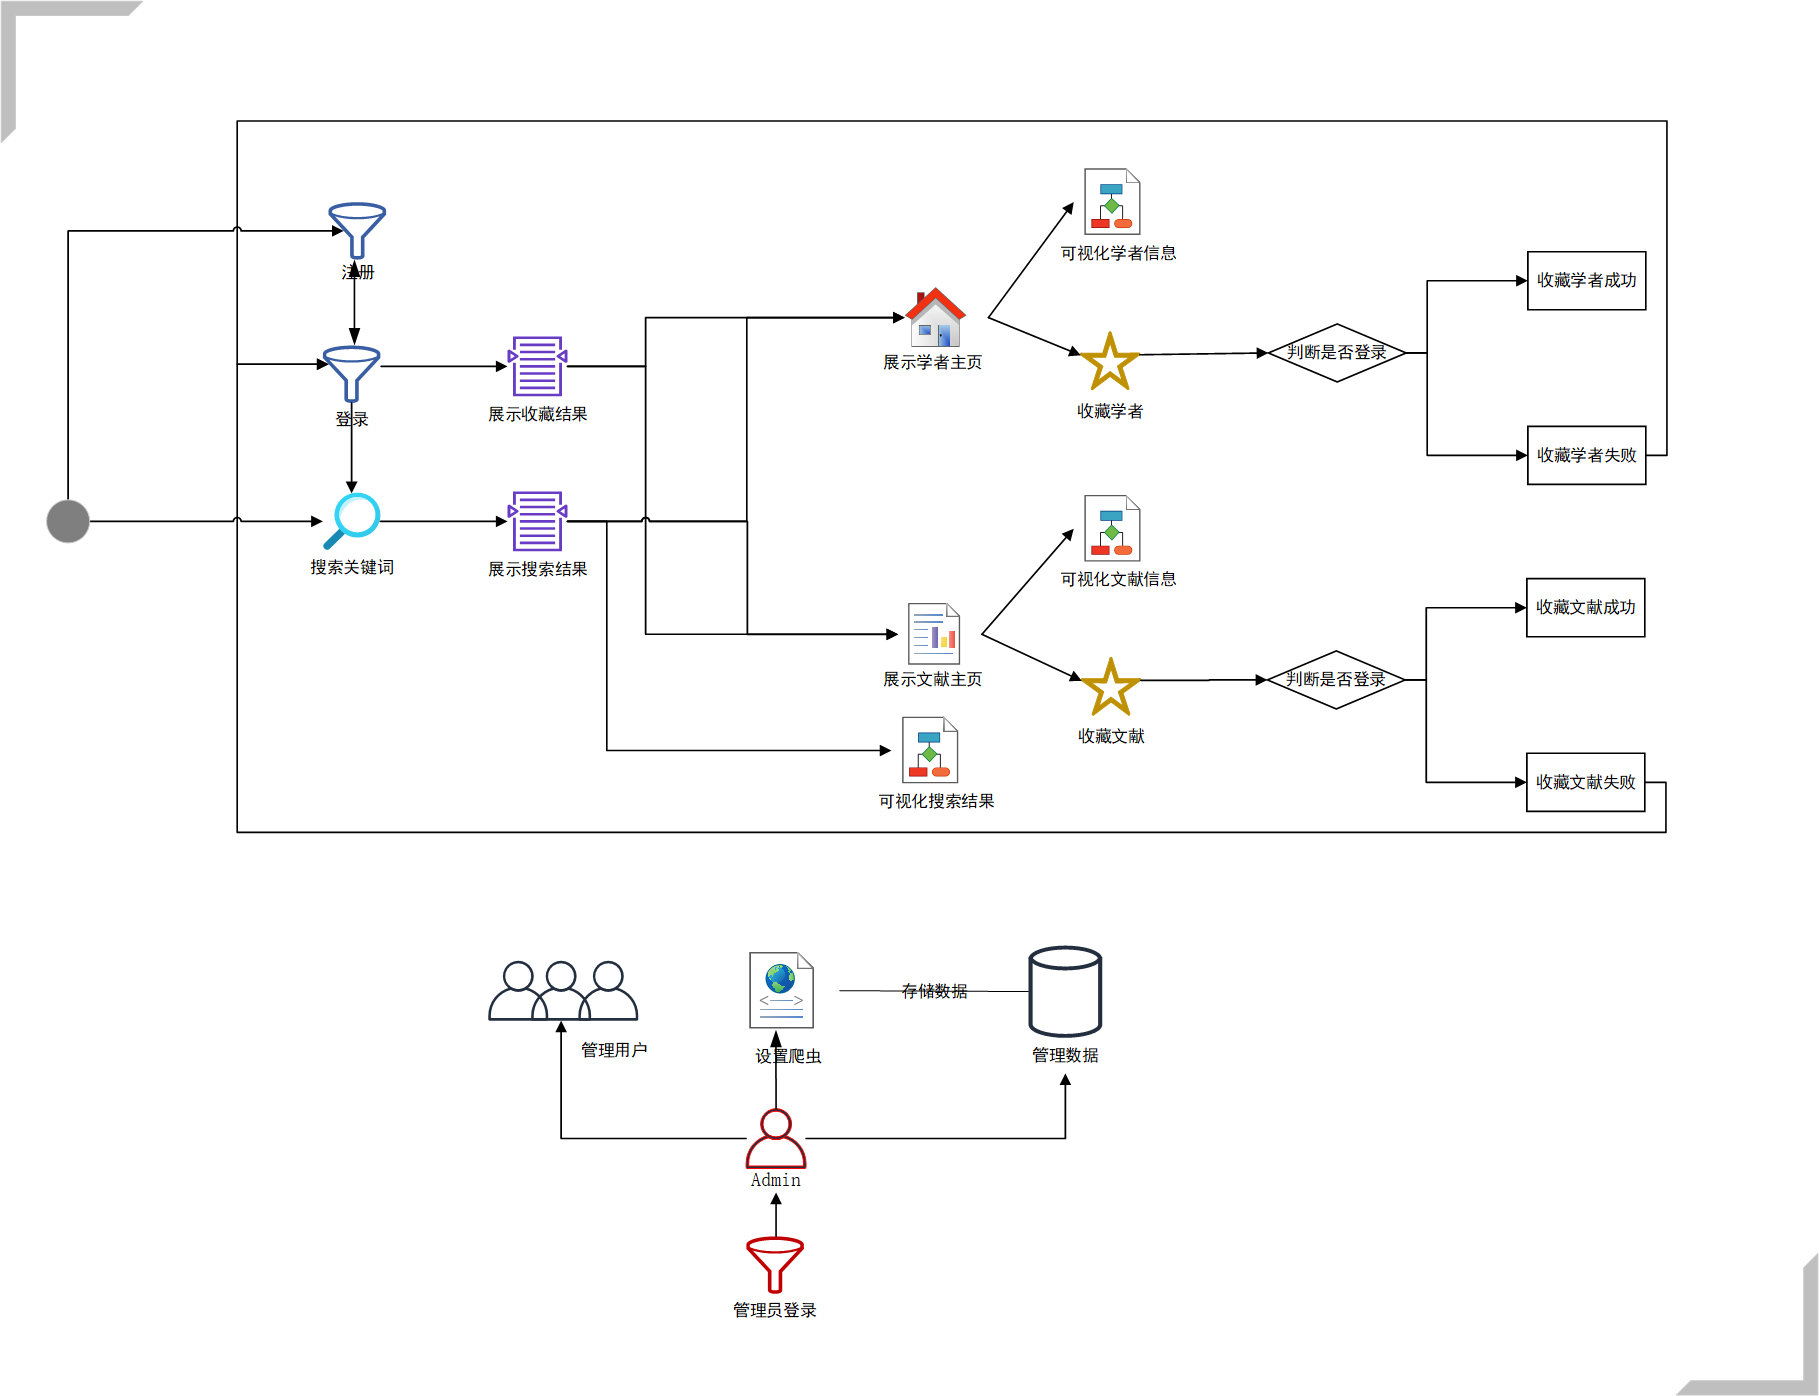 注册
登录
搜索关键词
展示收藏结果
展示搜索结果
展示学者主页
展示文献主页
可视化搜索结果
可视化学者信息
收藏学者
判断是否登录
收藏学者成功
收藏学者失败
可视化文献信息
收藏文献
判断是否登录
收藏文献成功
收藏文献失败
管理用户
设置爬虫
存储数据
管理数据
Admin
管理员登录